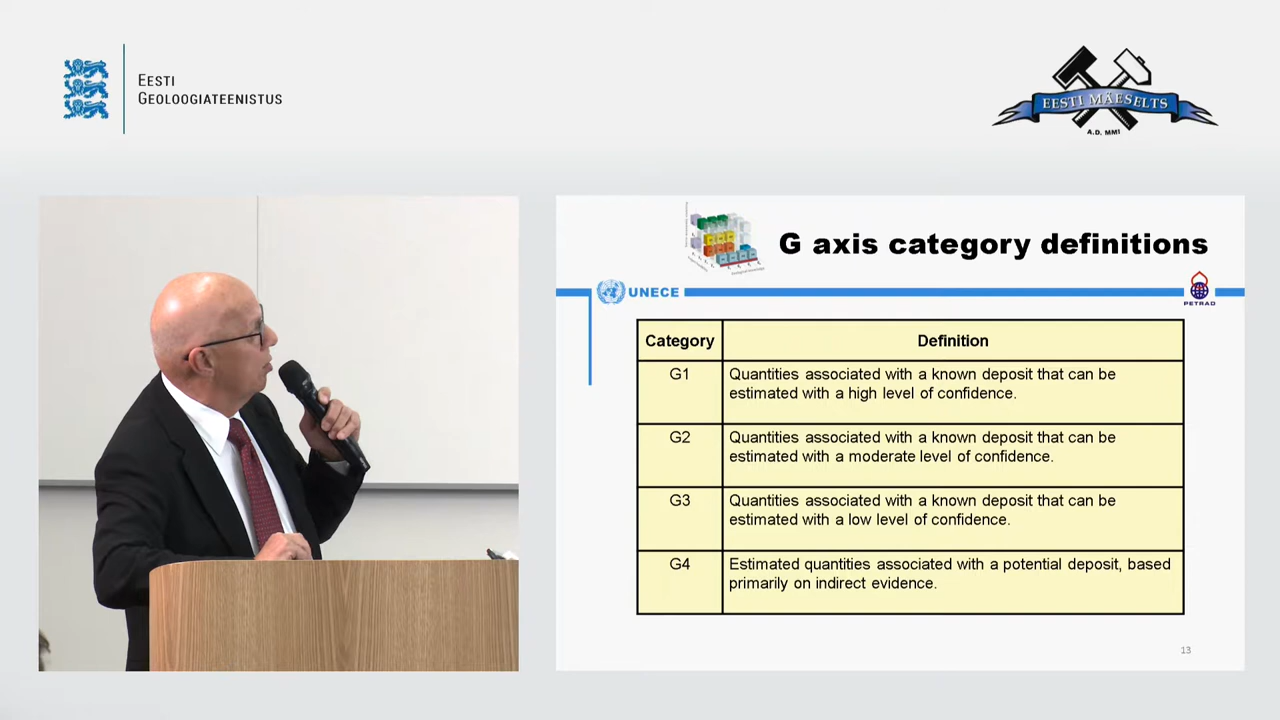 EESTI
GEOLOOGIATEENISTUS
EESTI MÄESELTS
A.D. MMI
G axis category definitions
UNECE
PETRAD
Category Definition
G1 Quantities associated with a known deposit that can be
estimated with a high level of confidence.
G2 Quantities associated with a known deposit that can be
estimated with a moderate level of confidence.
G3 Quantities associated with a known deposit that can be
estimated with a low level of confidence.
G4 Estimated quantities associated with a potential deposit, based
primarily on indirect evidence.
13